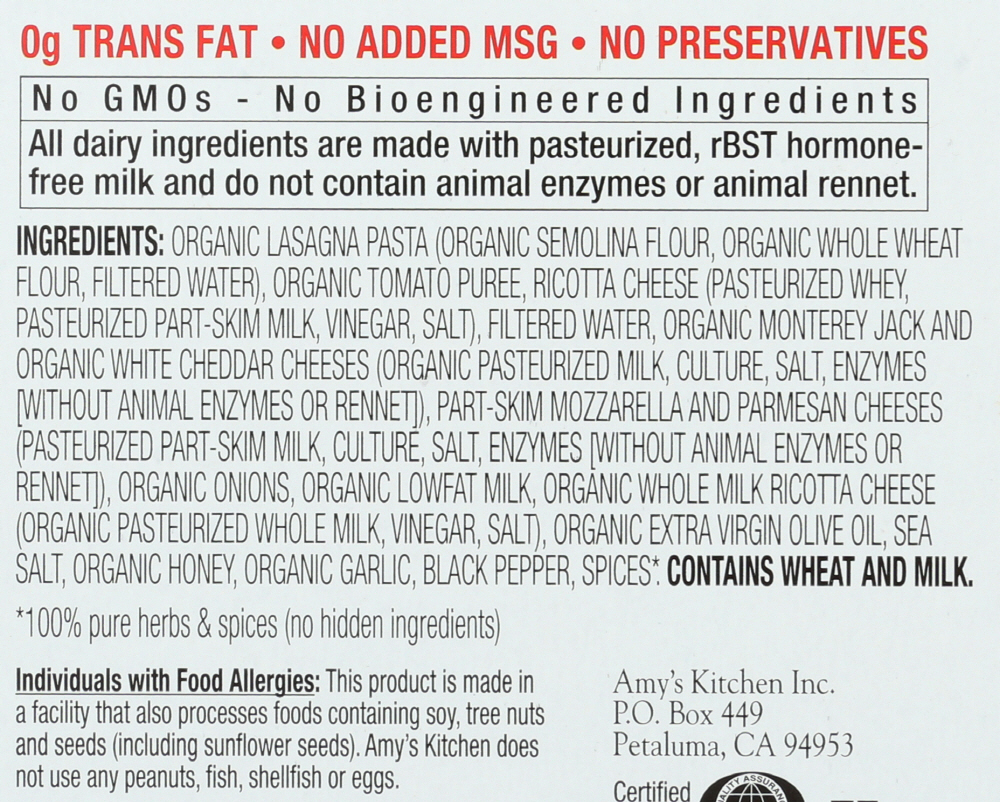 0g TRANS FAT • NO ADDED MSG • NO PRESERVATIVES
No GMOs - No Bioengineered Ingredients
All dairy ingredients are made with pasteurized, rBST hormone-
free milk and do not contain animal enzymes or animal rennet.
INGREDIENTS: ORGANIC LASAGNA PASTA (ORGANIC SEMOLINA FLOUR, ORGANIC WHOLE WHEAT
FLOUR, FILTERED WATER), ORGANIC TOMATO PUREE, RICOTTA CHEESE (PASTEURIZED WHEY,
PASTEURIZED PART-SKIM MILK, VINEGAR, SALT), FILTERED WATER, ORGANIC MONTEREY JACK AND
ORGANIC WHITE CHEDDAR CHEESES (ORGANIC PASTEURIZED MILK, CULTURE, SALT, ENZYMES
[WITHOUT ANIMAL ENZYMES OR RENNET]), PART-SKIM MOZZARELLA AND PARMESAN CHEESES
(PASTEURIZED PART-SKIM MILK, CULTURE, SALT, ENZYMES [WITHOUT ANIMAL ENZYMES OR
RENNET]), ORGANIC ONIONS, ORGANIC LOWFAT MILK, ORGANIC WHOLE MILK RICOTTA CHEESE
(ORGANIC PASTEURIZED WHOLE MILK, VINEGAR, SALT), ORGANIC EXTRA VIRGIN OLIVE OIL, SEA
SALT, ORGANIC HONEY, ORGANIC GARLIC, BLACK PEPPER, SPICES*. CONTAINS WHEAT AND MILK.
*100% pure herbs & spices (no hidden ingredients)
Individuals with Food Allergies: This product is made in
a facility that also processes foods containing soy, tree nuts
and seeds (including sunflower seeds). Amy's Kitchen does
not use any peanuts, fish, shellfish or eggs.
Amy's Kitchen Inc.
P.O. Box 449
Petaluma, CA 94953
Certified